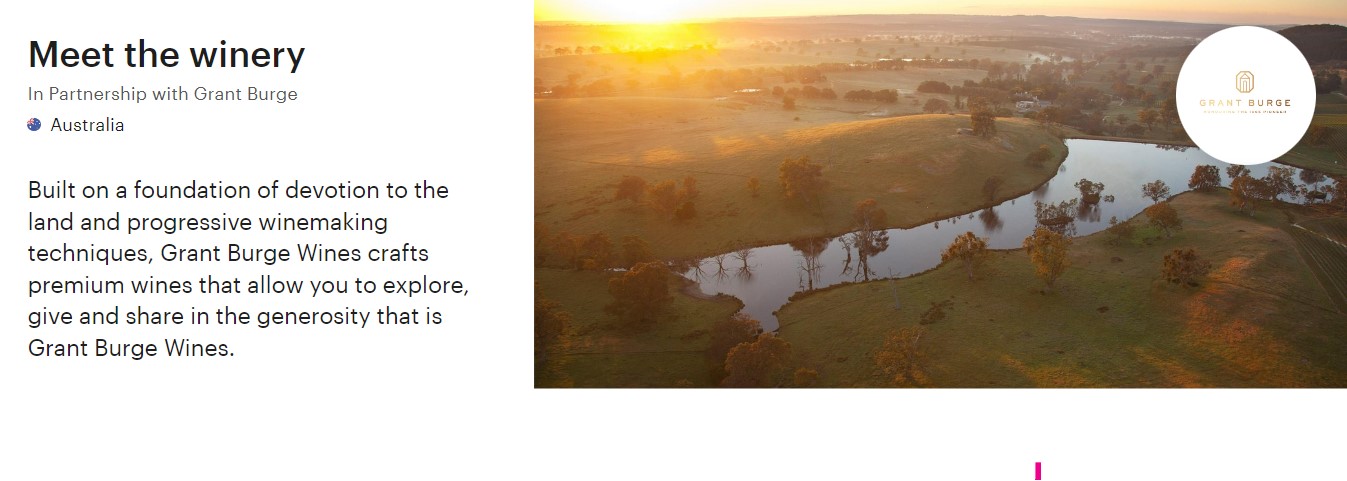 Meet the winery
In Partnership with Grant Burge
Australia
Built on a foundation of devotion to the
land and progressive winemaking
techniques, Grant Burge Wines crafts
premium wines that allow you to explore,
give and share in the generosity that is
Grant Burge Wines.
GRANT BURGE